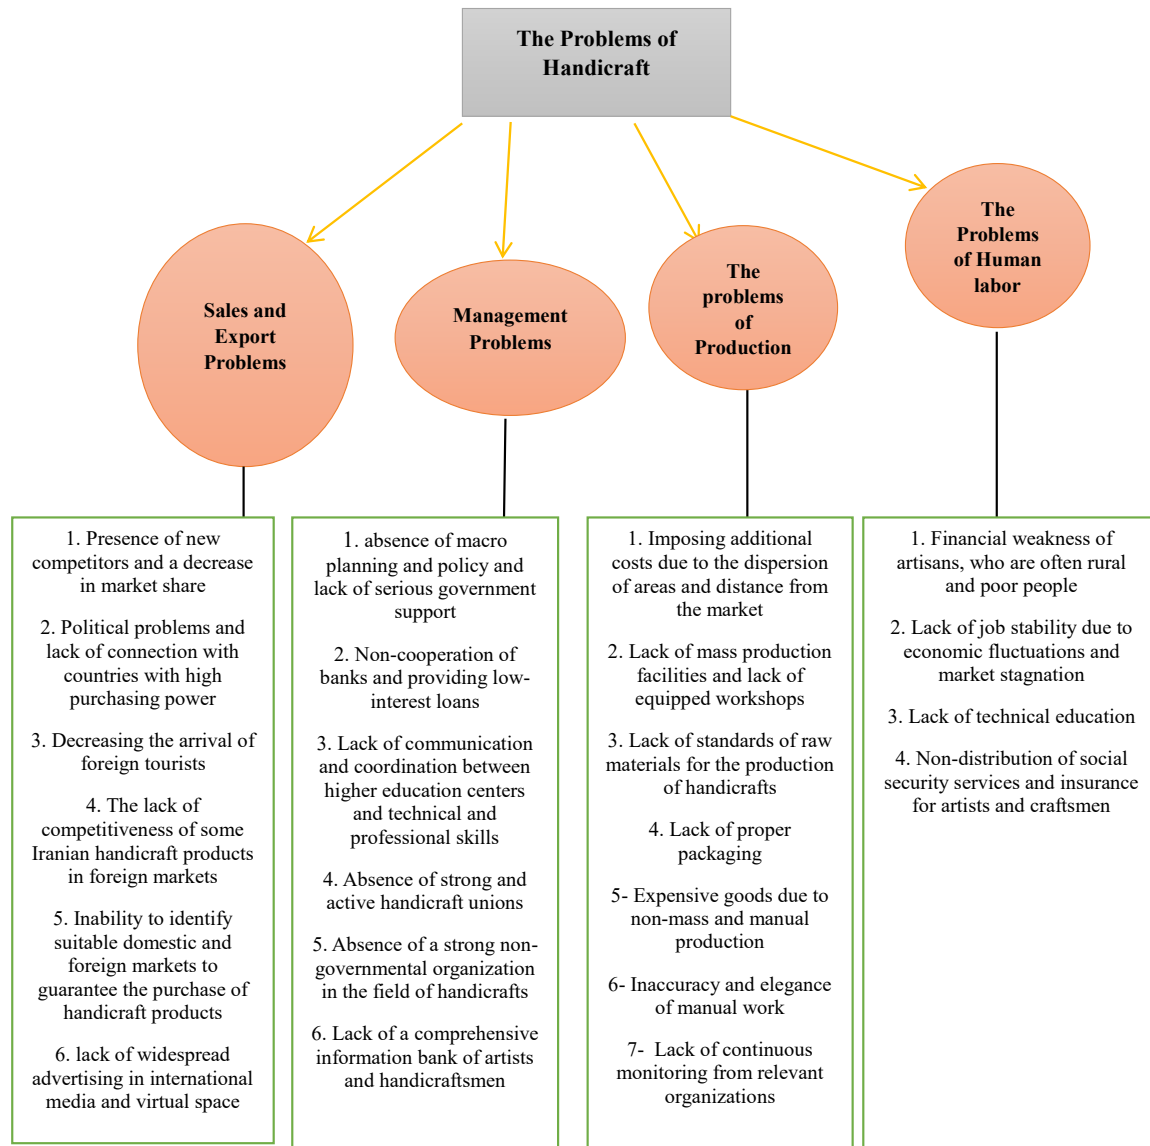 The Problems of
Handicraft
Sales and
Export
Problems
Management
Problems
The
problems
of
Production
The
Problems
of Human
labor
1. Presence of new
competitors and a decrease
in market share
2. Political problems and
lack of connection with
countries with high
purchasing power
3. Decreasing the arrival of
foreign tourists
4. The lack of
competitiveness of some
Iranian handicraft products
in foreign markets
5. Inability to identify
suitable domestic and
foreign markets to
guarantee the purchase of
handicraft products
6. lack of widespread
advertising in international
media and virtual space
1. absence of macro
planning and policy and
lack of serious government
support
2. Non-cooperation of
banks and providing low-
interest loans
3. Lack of communication
and coordination between
higher education centers
and technical and
professional skills
4. Absence of strong and
active handicraft unions
5. Absence of a strong non-
governmental organization
in the field of handicrafts
6. Lack of a comprehensive
information bank of artists
and handicraftsmen
1. Imposing additional
costs due to the dispersion
of areas and distance from
the market
2. Lack of mass production
facilities and lack of
equipped workshops
3. Lack of standards of raw
materials for the production
of handicrafts
4. Lack of proper
packaging
5- Expensive goods due to
non-mass and manual
production
6- Inaccuracy and elegance
of manual work
7- Lack of continuous
monitoring from relevant
organizations
1. Financial weakness of
artisans, who are often rural
and poor people
2. Lack of job stability due to
economic fluctuations and
market stagnation
3. Lack of technical education
4. Non-distribution of social
security services and insurance
for artists and craftsmen